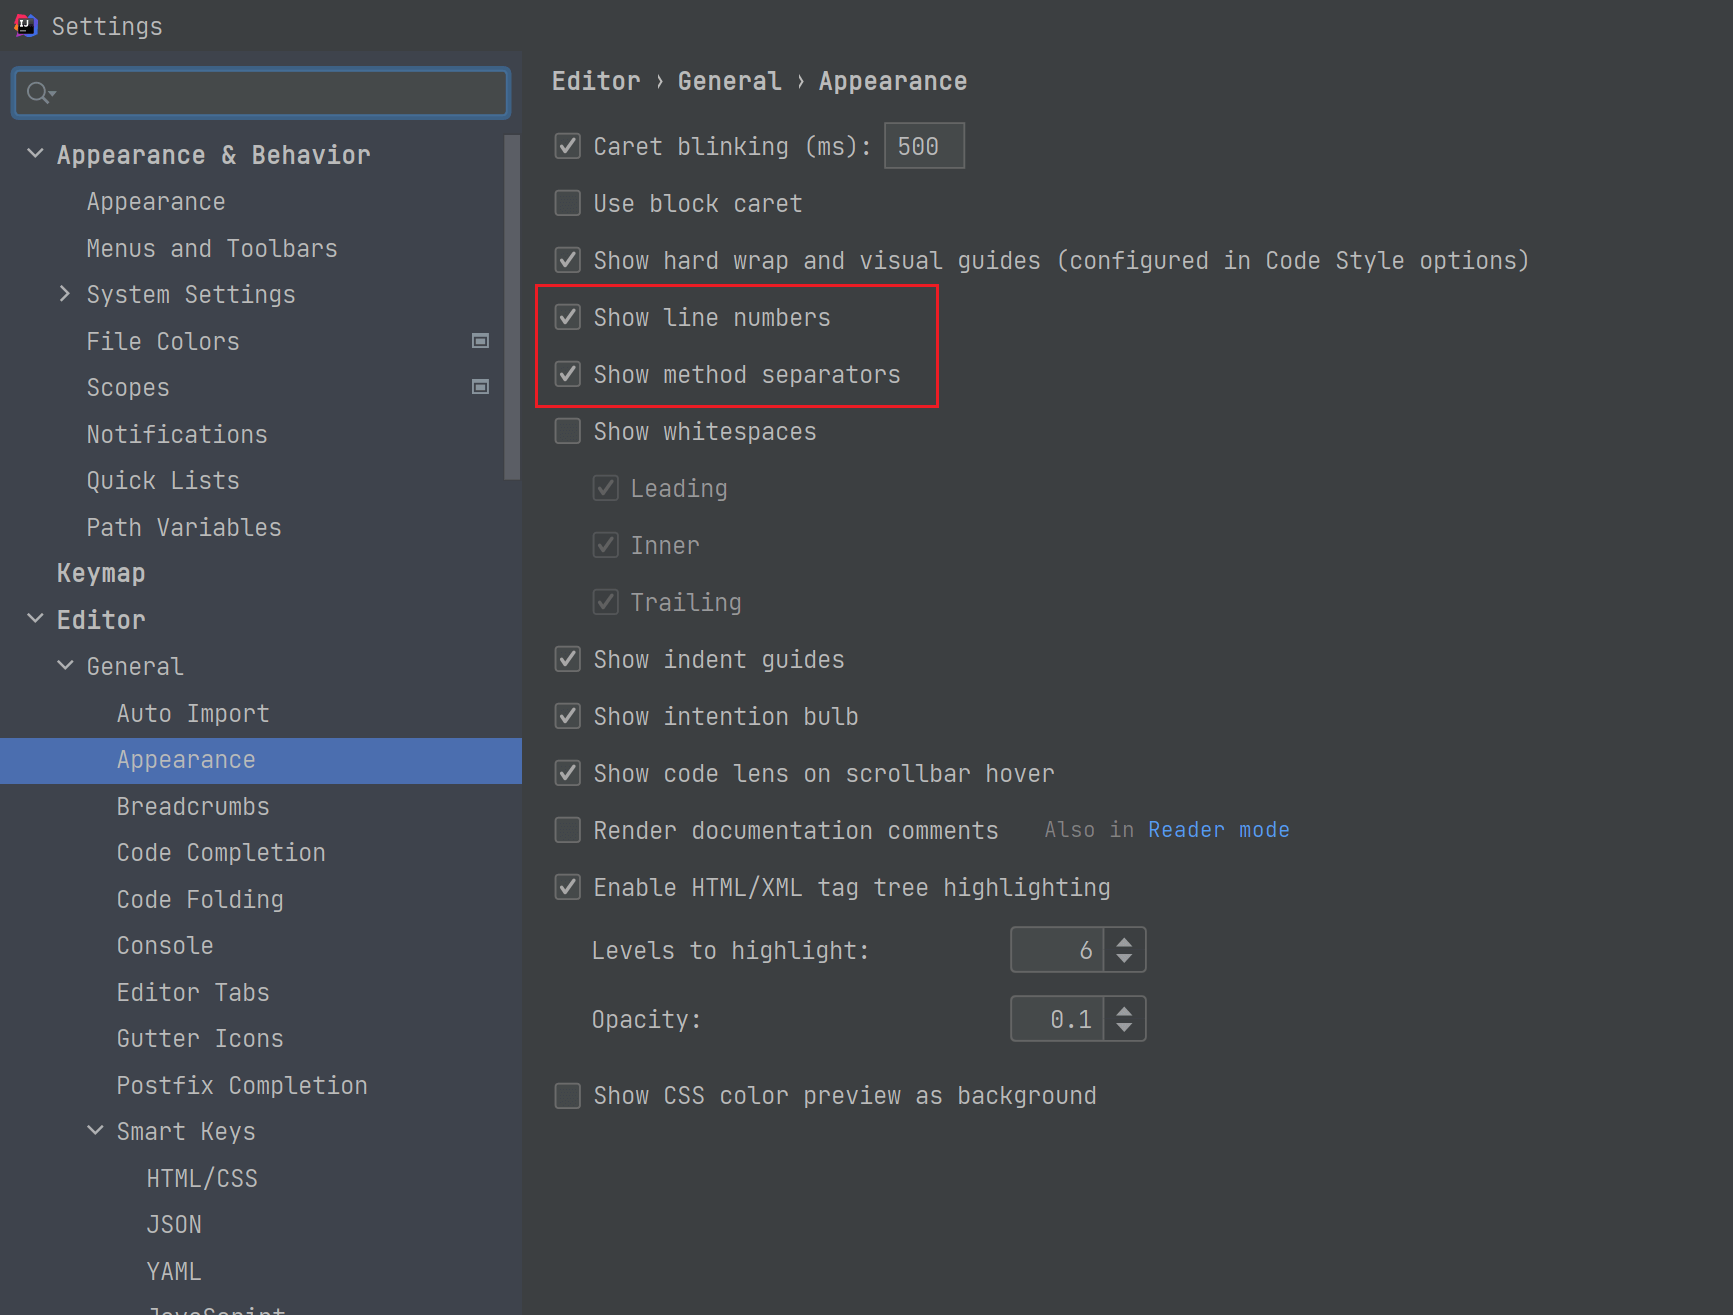 Settings
Appearance & Behavior
Appearance
Menus and Toolbars
System Settings
File Colors
Scopes
Notifications
Quick Lists
Path Variables
Keymap
Editor
General
Auto Import
Appearance
Breadcrumbs
Code Completion
Code Folding
Console
Editor Tabs
Gutter Icons
Postfix Completion
Smart Keys
HTML/CSS
JSON
YAML
JavaScript
Editor › General › Appearance
Caret blinking (ms): 500
Use block caret
Show hard wrap and visual guides (configured in Code Style options)
Show line numbers
Show method separators
Show whitespaces
Leading
Inner
Trailing
Show indent guides
Show intention bulb
Show code lens on scrollbar hover
Render documentation comments Also in Reader mode
Enable HTML/XML tag tree highlighting
Levels to highlight: 6
Opacity: 0.1
Show CSS color preview as background